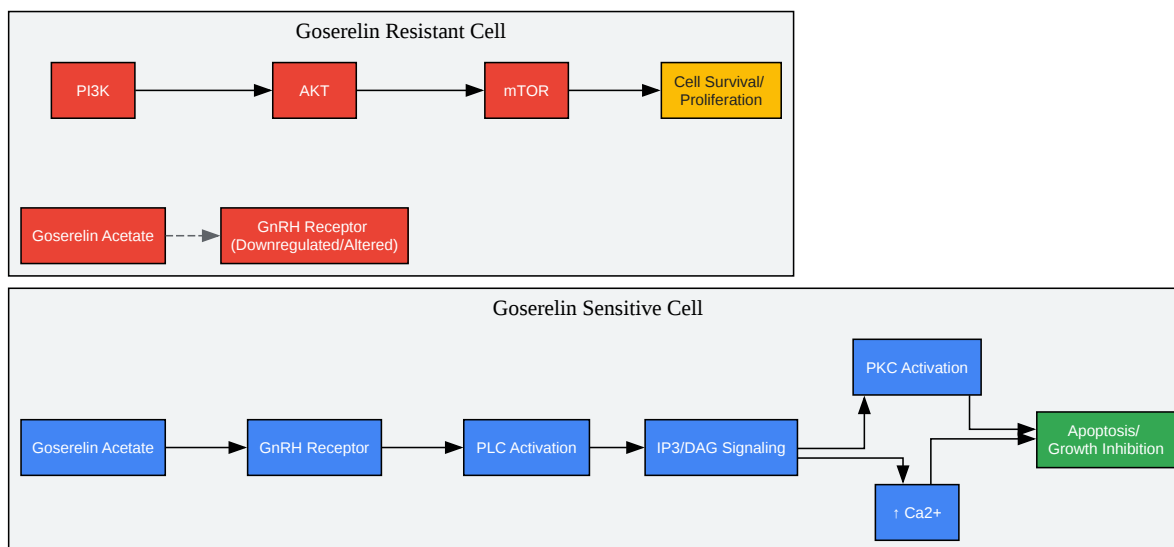 Goserelin Resistant Cell
PI3K
AKT
mTOR
Cell Survival/
Proliferation
Goserelin Acetate
GnRH Receptor
(Downregulated/Altered)
Goserelin Sensitive Cell
PKC Activation
Goserelin Acetate
GnRH Receptor
PLC Activation
IP3/DAG Signaling
Apoptosis/
Growth Inhibition
↑ Ca2+